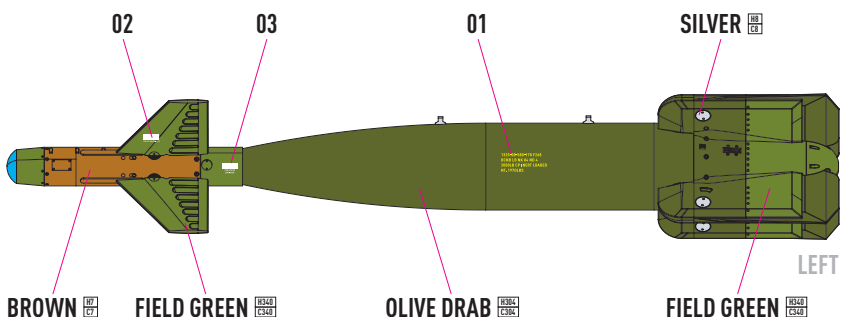 02 03 01 SILVER H8 C8
LEFT
BROWN H7 C7 FIELD GREEN H340 C340 OLIVE DRAB H304 C304 FIELD GREEN H340 C340